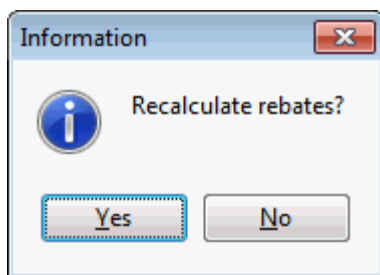 Information
Recalculate rebates?
Yes
No